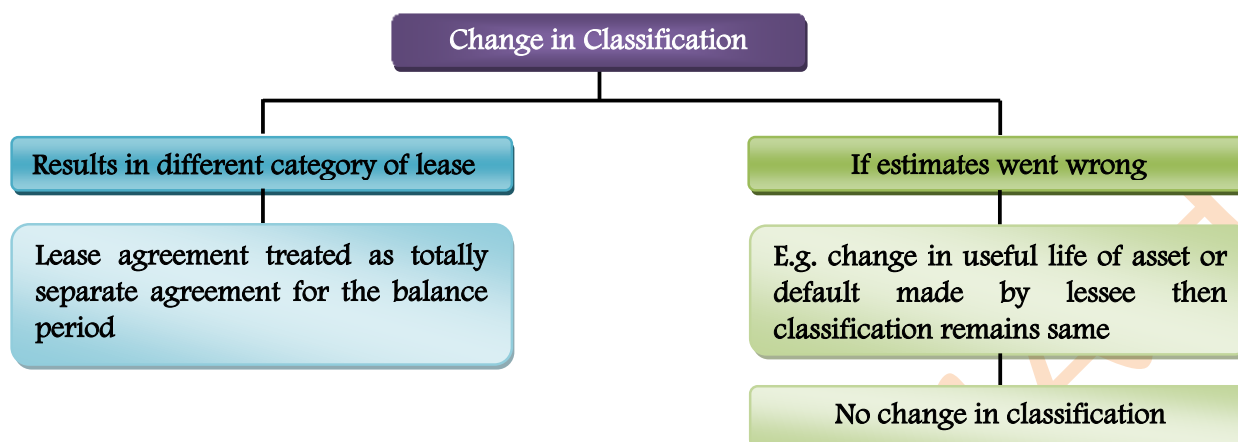 Change in Classification
Results in different category of lease
Lease agreement treated as totally
separate agreement for the balance
period
If estimates went wrong
E.g. change in useful life of asset or
default made by lessee then
classification remains same
No change in classification